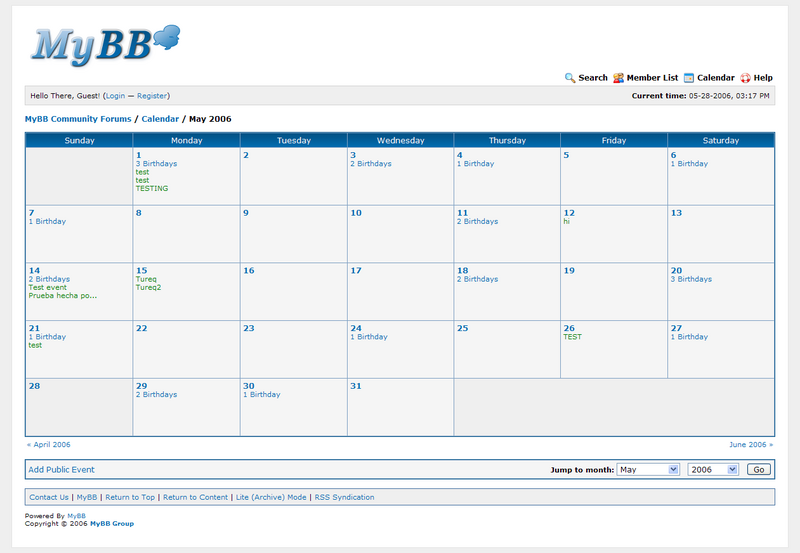 MyBB
Search Member List Calendar Help
Hello There, Guest! (Login — Register) Current time: 05-28-2006, 03:17 PM
MyBB Community Forums / Calendar / May 2006
Sunday Monday Tuesday Wednesday Thursday Friday Saturday
1 2 3 4 5 6
3 Birthdays 2 Birthdays 1 Birthday 1 Birthday
test
test
TESTING
7 8 9 10 11 12 13
1 Birthday 2 Birthdays hi
14 15 16 17 18 19 20
2 Birthdays Tureq 2 Birthdays 3 Birthdays
Test event Tureq2
Prueba hecha po...
21 22 23 24 25 26 27
1 Birthday 1 Birthday TEST 1 Birthday
test
28 29 30 31
2 Birthdays 1 Birthday
« April 2006 June 2006 »
Add Public Event Jump to month: May 2006 Go
Contact Us | MyBB | Return to Top | Return to Content | Lite (Archive) Mode | RSS Syndication
Powered By MyBB
Copyright © 2006 MyBB Group